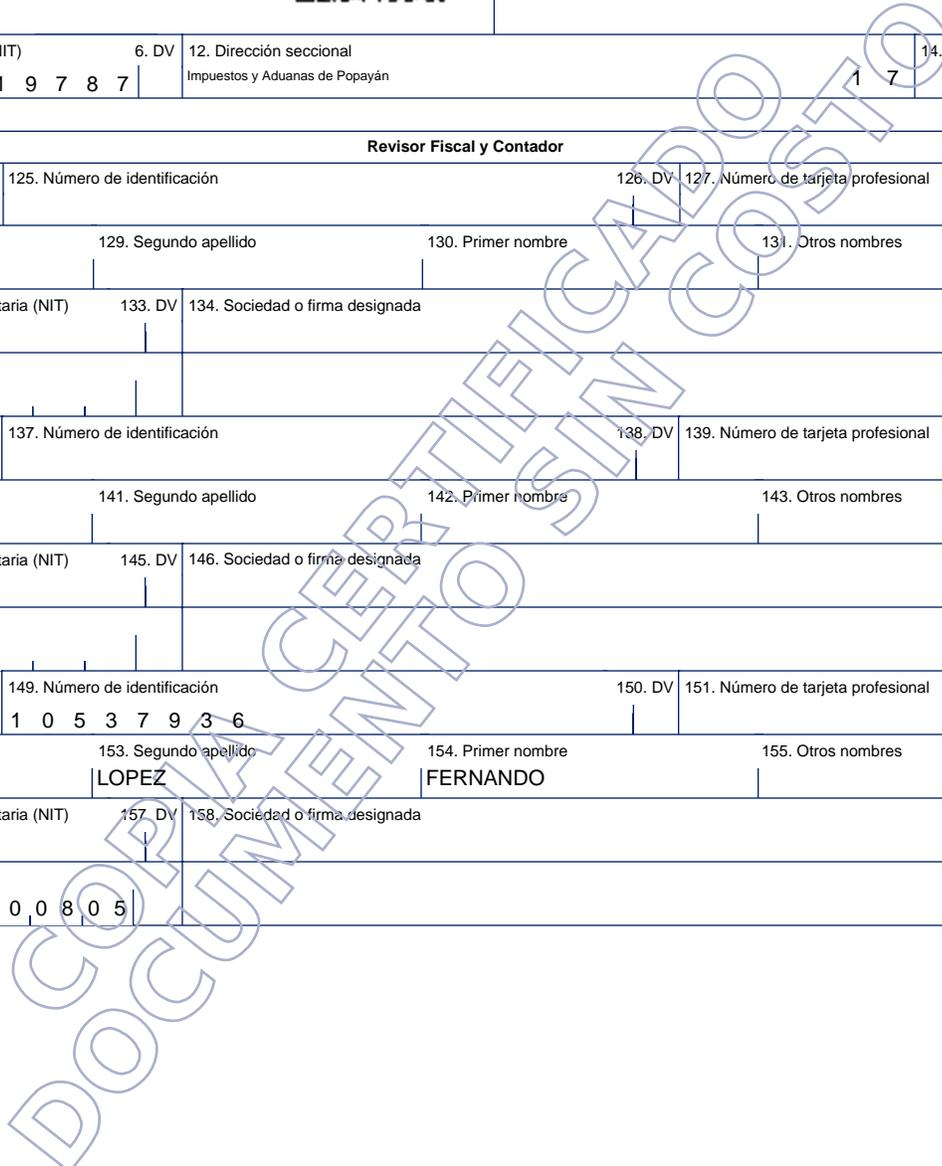 IIT) 6. DV 12. Dirección seccional 14.
9 7 8 7 Impuestos y Aduanas de Popayán 1 7
Revisor Fiscal y Contador
125. Número de identificación 126. DV 127. Número de tarjeta profesional
129. Segundo apellido 130. Primer nombre 131. Otros nombres
taria (NIT) 133. DV 134. Sociedad o firma designada
137. Número de identificación 138. DV 139. Número de tarjeta profesional
141. Segundo apellido 142. Primer nombre 143. Otros nombres
taria (NIT) 145. DV 146. Sociedad o firma designada
149. Número de identificación 150. DV 151. Número de tarjeta profesional
1 0 5 3 7 9 3 6
153. Segundo apellido 154. Primer nombre 155. Otros nombres
LOPEZ FERNANDO
taria (NIT) 157. DV 158. Sociedad o firma designada
0 0 8 0 5
COPIA CERTIFICADO
DOCUMENTO SIN COSTO